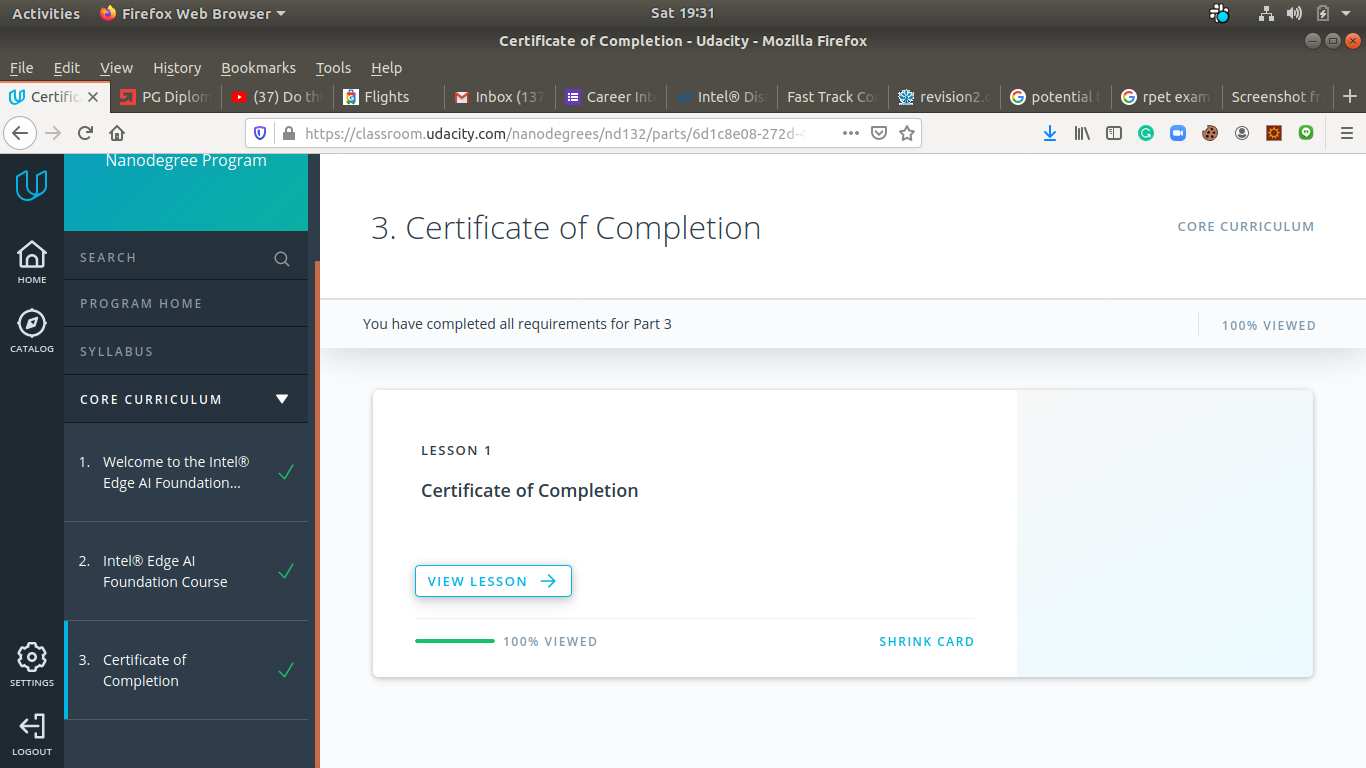 Activities Firefox Web Browser Sat 19:31
Certificate of Completion - Udacity - Mozilla Firefox
File Edit View History Bookmarks Tools Help
Certific PG Diplom (37) Do th Flights Inbox (137 Career Int Intel® Dis Fast Track Co revision2.c potential rpet exam Screenshot fr
https://classroom.udacity.com/nanodegrees/nd132/parts/6d1c8e08-272d-4
Nanodegree Program
HOME
CATALOG
SETTINGS
LOGOUT
SEARCH
PROGRAM HOME
SYLLABUS
CORE CURRICULUM
1. Welcome to the Intel®
Edge AI Foundation...
2. Intel® Edge AI
Foundation Course
3. Certificate of
Completion
3. Certificate of Completion
CORE CURRICULUM
You have completed all requirements for Part 3
100% VIEWED
LESSON 1
Certificate of Completion
VIEW LESSON
100% VIEWED
SHRINK CARD